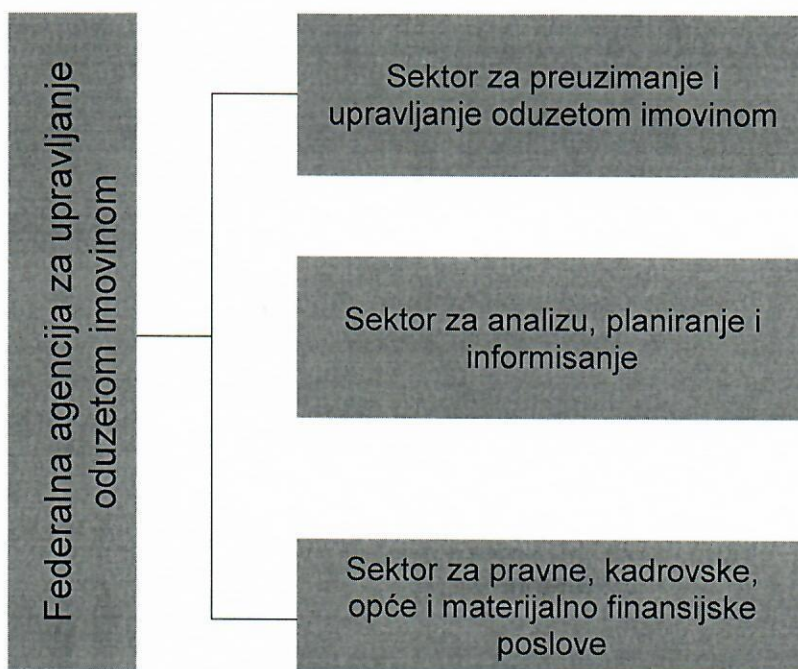 Federalna agencija za upravljanje
oduzetom imovinom
Sektor za preuzimanje i
upravljanje oduzetom imovinom
Sektor za analizu, planiranje i
informisanje
Sektor za pravne, kadrovske,
opće i materijalno finansijske
poslove